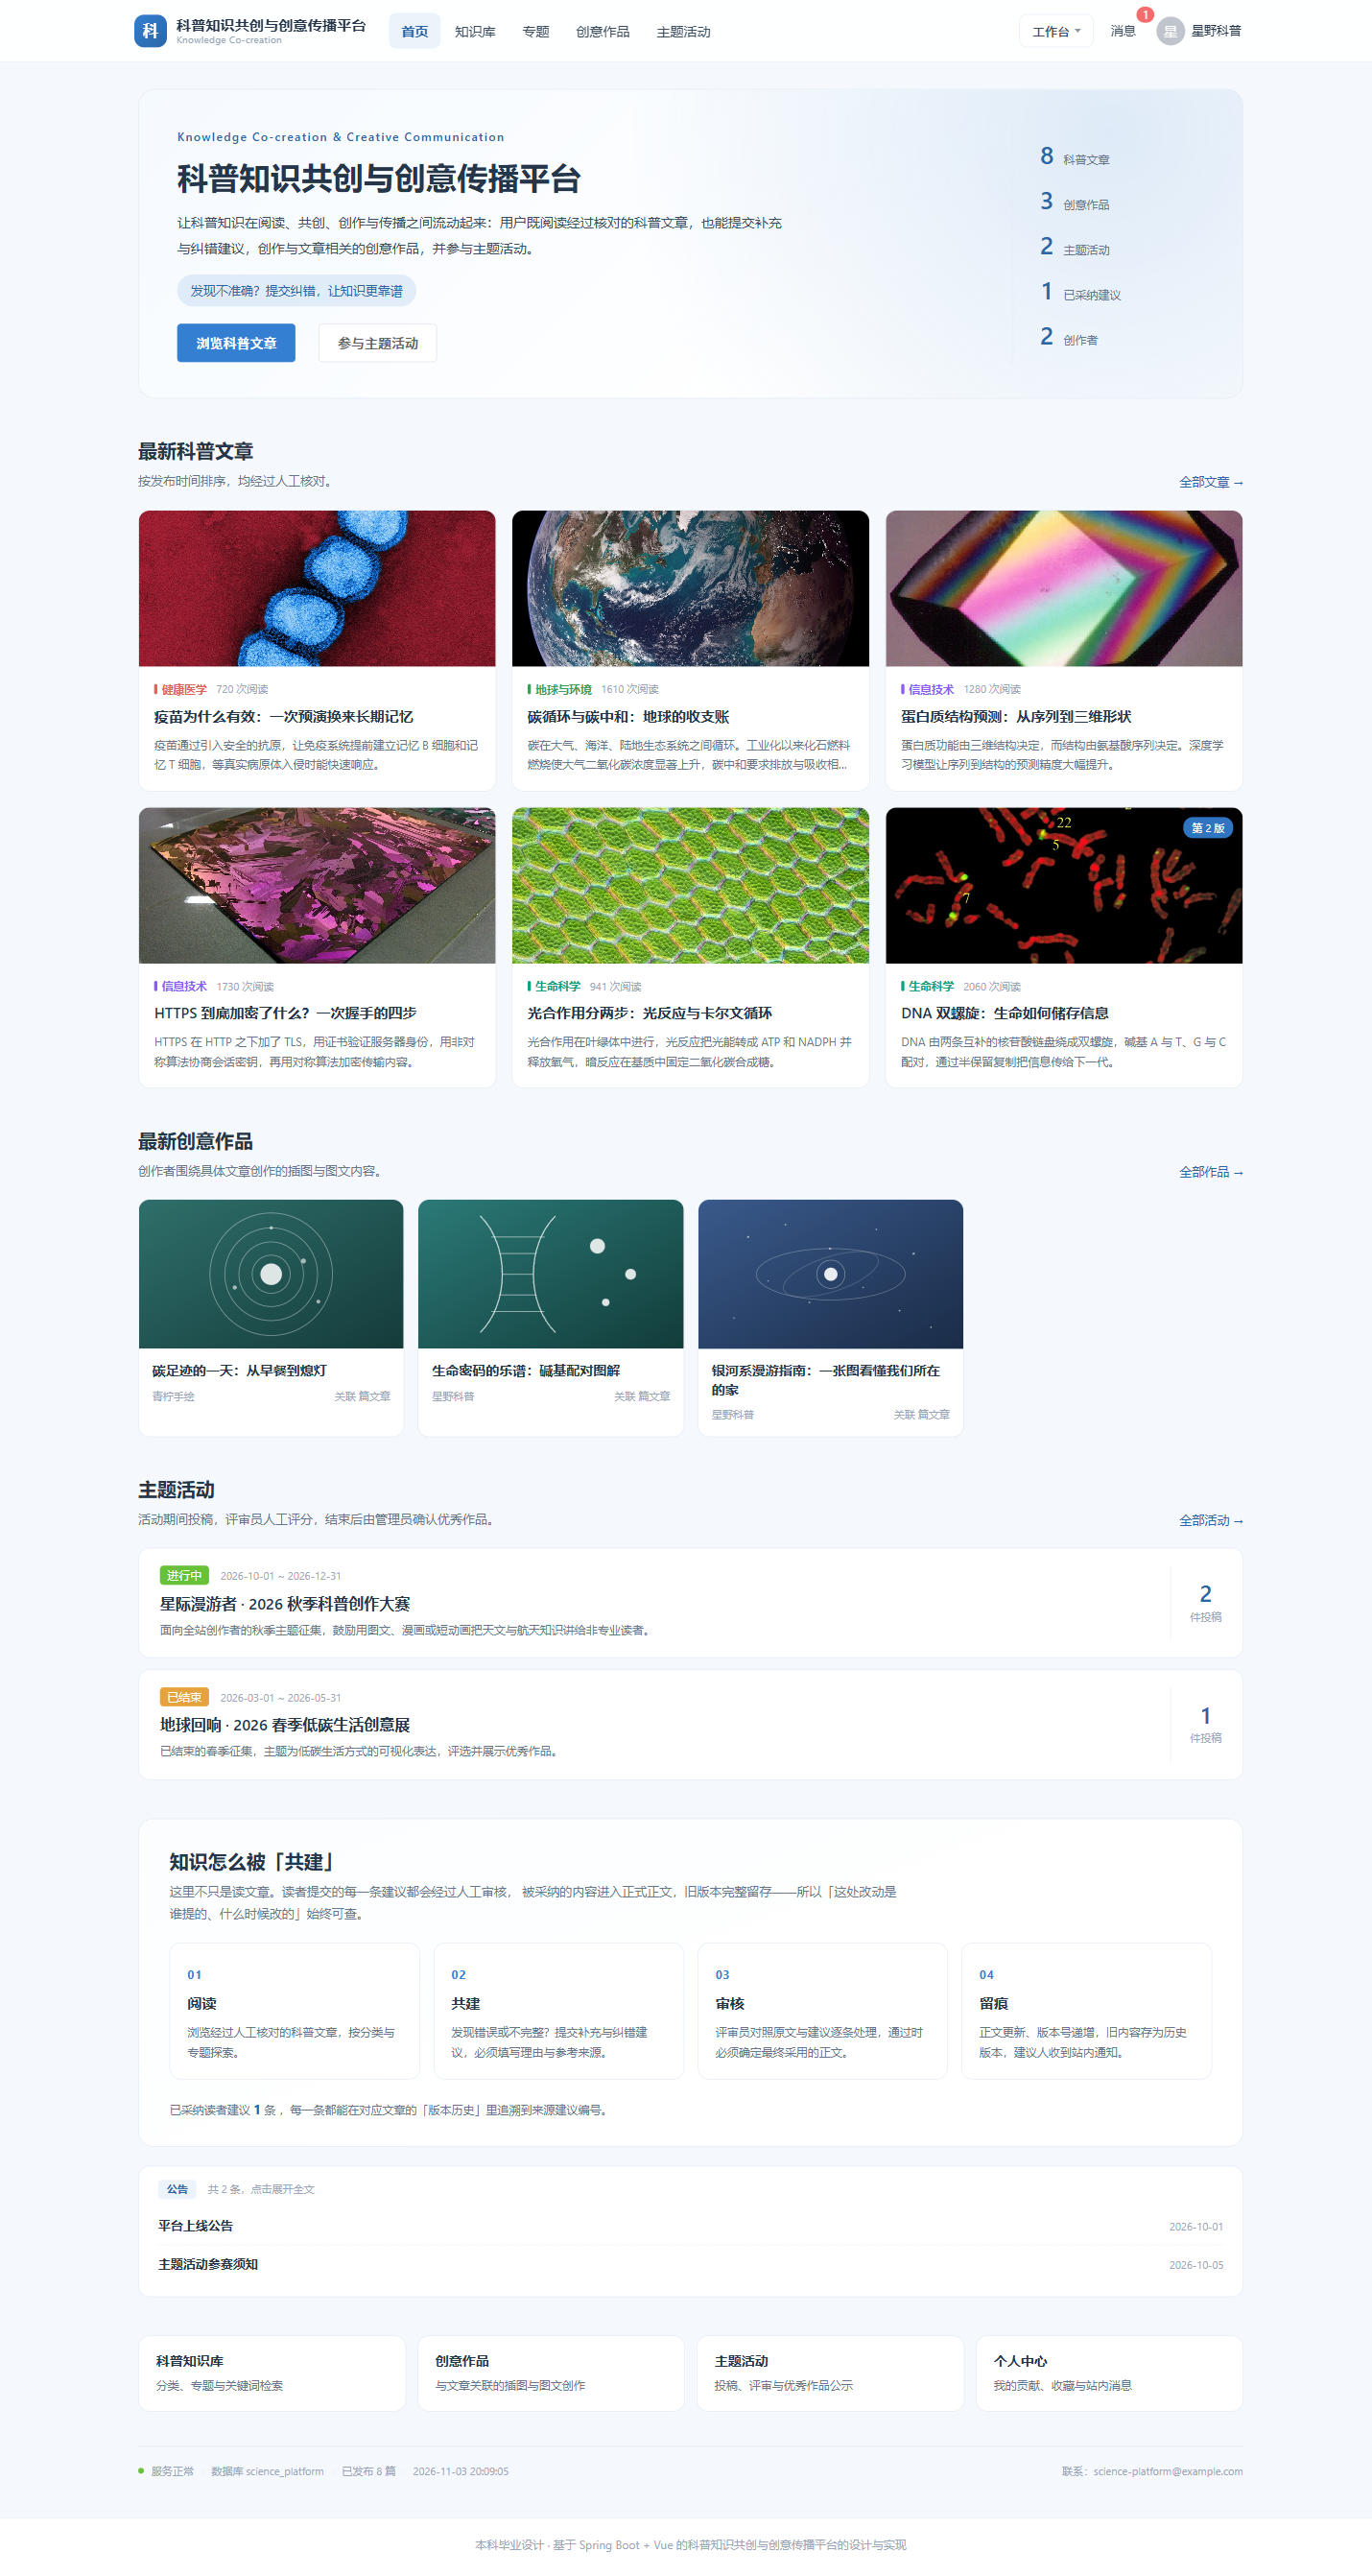 科
科普知识共创与创意传播平台
Knowledge Co-creation
首页
知识库
专题
创意作品
主题活动
工作台
消息
1
星
星野科普
Knowledge Co-creation & Creative Communication
科普知识共创与创意传播平台
让科普知识在阅读、共创、创作与传播之间流动起来：用户既阅读经过核对的科普文章，也能提交补充
与纠错建议，创作与文章相关的创意作品，并参与主题活动。
发现不准确？提交纠错，让知识更靠谱
浏览科普文章
参与主题活动
8 科普文章
3 创意作品
2 主题活动
1 已采纳建议
2 创作者
最新科普文章
按发布时间排序，均经过人工核对。
全部文章 →
健康医学 720 次阅读
疫苗为什么有效：一次预演换来长期记忆
疫苗通过引入安全的抗原，让免疫系统提前建立记忆 B 细胞和记
忆 T 细胞，等真实病原体入侵时能快速响应。
地球与环境 1610 次阅读
碳循环与碳中和：地球的收支账
碳在大气、海洋、陆地生态系统之间循环。工业化以来化石燃料
燃烧使大气二氧化碳浓度显著上升，碳中和要求排放与吸收相...
信息技术 1280 次阅读
蛋白质结构预测：从序列到三维形状
蛋白质功能由三维结构决定，而结构由氨基酸序列决定。深度学
习模型让序列到结构的预测精度大幅提升。
信息技术 1730 次阅读
HTTPS 到底加密了什么？一次握手的四步
HTTPS 在 HTTP 之下加了 TLS，用证书验证服务器身份，用非对
称算法协商会话密钥，再用对称算法加密传输内容。
生命科学 941 次阅读
光合作用分两步：光反应与卡尔文循环
光合作用在叶绿体中进行，光反应把光能转成 ATP 和 NADPH 并
释放氧气，暗反应在基质中固定二氧化碳合成糖。
22
5
7
第 2 版
生命科学 2060 次阅读
DNA 双螺旋：生命如何储存信息
DNA 由两条互补的核苷酸链盘绕成双螺旋，碱基 A 与 T、G 与 C
配对，通过半保留复制把信息传给下一代。
最新创意作品
创作者围绕具体文章创作的插图与图文内容。
全部作品 →
碳足迹的一天：从早餐到熄灯
青柠手绘
关联 篇文章
生命密码的乐谱：碱基配对图解
星野科普
关联 篇文章
银河系漫游指南：一张图看懂我们所在
的家
星野科普
关联 篇文章
主题活动
活动期间投稿，评审员人工评分，结束后由管理员确认优秀作品。
全部活动 →
进行中 2026-10-01 ~ 2026-12-31
星际漫游者 · 2026 秋季科普创作大赛
面向全站创作者的秋季主题征集，鼓励用图文、漫画或短动画把天文与航天知识讲给非专业读者。
2
件投稿
已结束 2026-03-01 ~ 2026-05-31
地球回响 · 2026 春季低碳生活创意展
已结束的春季征集，主题为低碳生活方式的可视化表达，评选并展示优秀作品。
1
件投稿
知识怎么被「共建」
这里不只是读文章。读者提交的每一条建议都会经过人工审核， 被采纳的内容进入正式正文，旧版本完整留存——所以「这处改动是
谁提的、什么时候改的」始终可查。
01
阅读
浏览经过人工核对的科普文章，按分类与
专题探索。
02
共建
发现错误或不完整？提交补充与纠错建
议，必须填写理由与参考来源。
03
审核
评审员对照原文与建议逐条处理，通过时
必须确定最终采用的正文。
04
留痕
正文更新、版本号递增，旧内容存为历史
版本，建议人收到站内通知。
已采纳读者建议 1 条 ，每一条都能在对应文章的「版本历史」里追溯到来源建议编号。
公告 共 2 条，点击展开全文
平台上线公告 2026-10-01
主题活动参赛须知 2026-10-05
科普知识库
分类、专题与关键词检索
创意作品
与文章关联的插图与图文创作
主题活动
投稿、评审与优秀作品公示
个人中心
我的贡献、收藏与站内消息
服务正常 · 数据库 science_platform · 已发布 8 篇 · 2026-11-03 20:09:05
联系：science-platform@example.com
本科毕业设计 · 基于 Spring Boot + Vue 的科普知识共创与创意传播平台的设计与实现